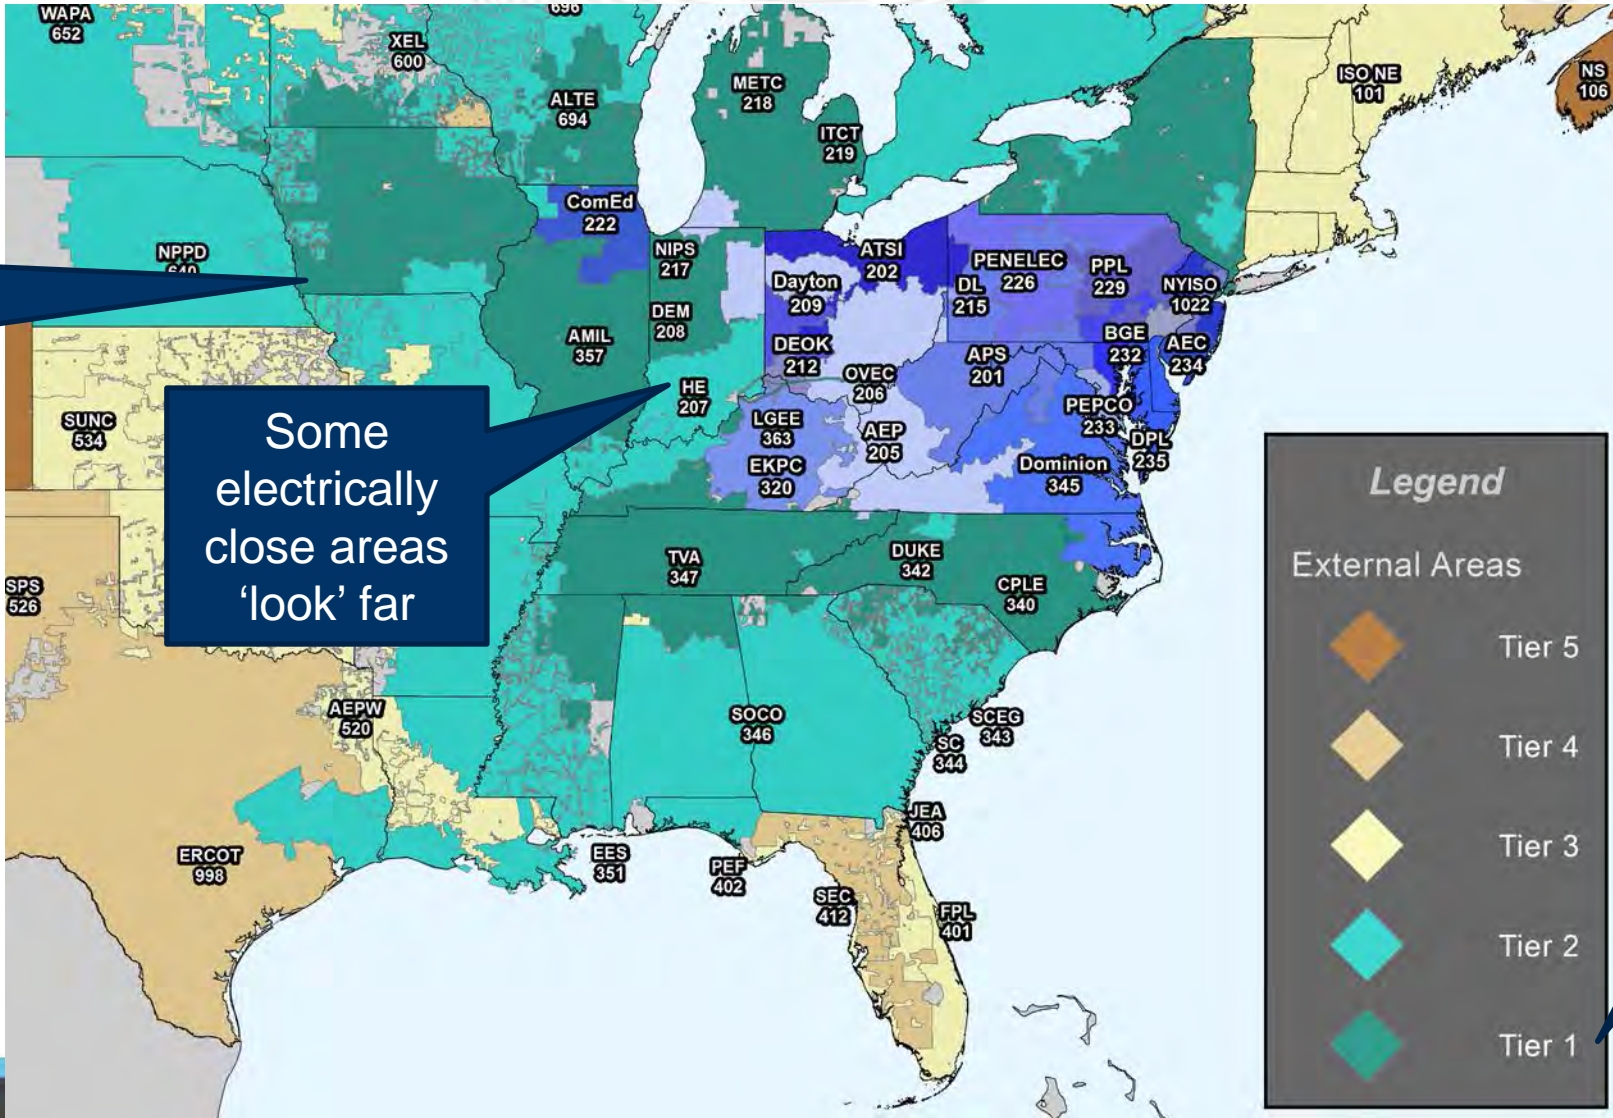 WAPA
652
XEL
600
696
ALTE
694
METC
218
ITCT
219
ISO NE
101
NS
106
NPPD
640
ComEd
222
NIPS
217
DEM
208
AMIL
357
HE
207
Dayton
209
DEOK
212
ATSI
202
DL
215
PENELEC
226
PPL
229
NYISO
1022
BGE
232
AEC
234
APS
201
OVEC
206
PEPCO
233
DPL
235
LGEE
363
AEP
205
EKPC
320
Dominion
345
SUNC
534
SPS
526
Some
electrically
close areas
‘look’ far
TVA
347
DUKE
342
CPLE
340
AEPW
520
SOCO
346
SCEG
343
SC
344
ERCOT
998
EES
351
PEF
402
JEA
406
SEC
412
FPL
401
Legend
External Areas
Tier 5
Tier 4
Tier 3
Tier 2
Tier 1